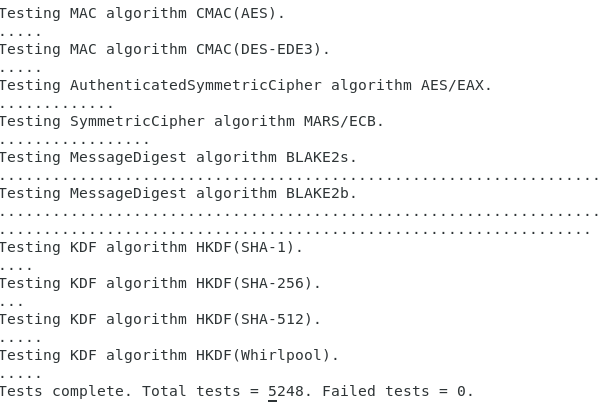 Testing MAC algorithm CMAC(AES).
.....
Testing MAC algorithm CMAC(DES-EDE3).
.....
Testing AuthenticatedSymmetricCipher algorithm AES/EAX.
.............
Testing SymmetricCipher algorithm MARS/ECB.
.................
Testing MessageDigest algorithm BLAKE2s.
...................................................................
Testing MessageDigest algorithm BLAKE2b.
...................................................................
..................................................................
Testing KDF algorithm HKDF(SHA-1).
....
Testing KDF algorithm HKDF(SHA-256).
...
Testing KDF algorithm HKDF(SHA-512).
.....
Testing KDF algorithm HKDF(Whirlpool).
.....
Tests complete. Total tests = 5248. Failed tests = 0.